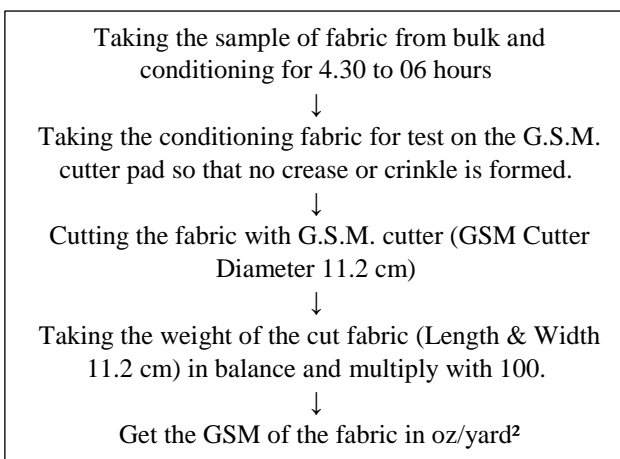 Taking the sample of fabric from bulk and
conditioning for 4.30 to 06 hours
↓
Taking the conditioning fabric for test on the G.S.M.
cutter pad so that no crease or crinkle is formed.
↓
Cutting the fabric with G.S.M. cutter (GSM Cutter
Diameter 11.2 cm)
↓
Taking the weight of the cut fabric (Length & Width
11.2 cm) in balance and multiply with 100.
↓
Get the GSM of the fabric in oz/yard²